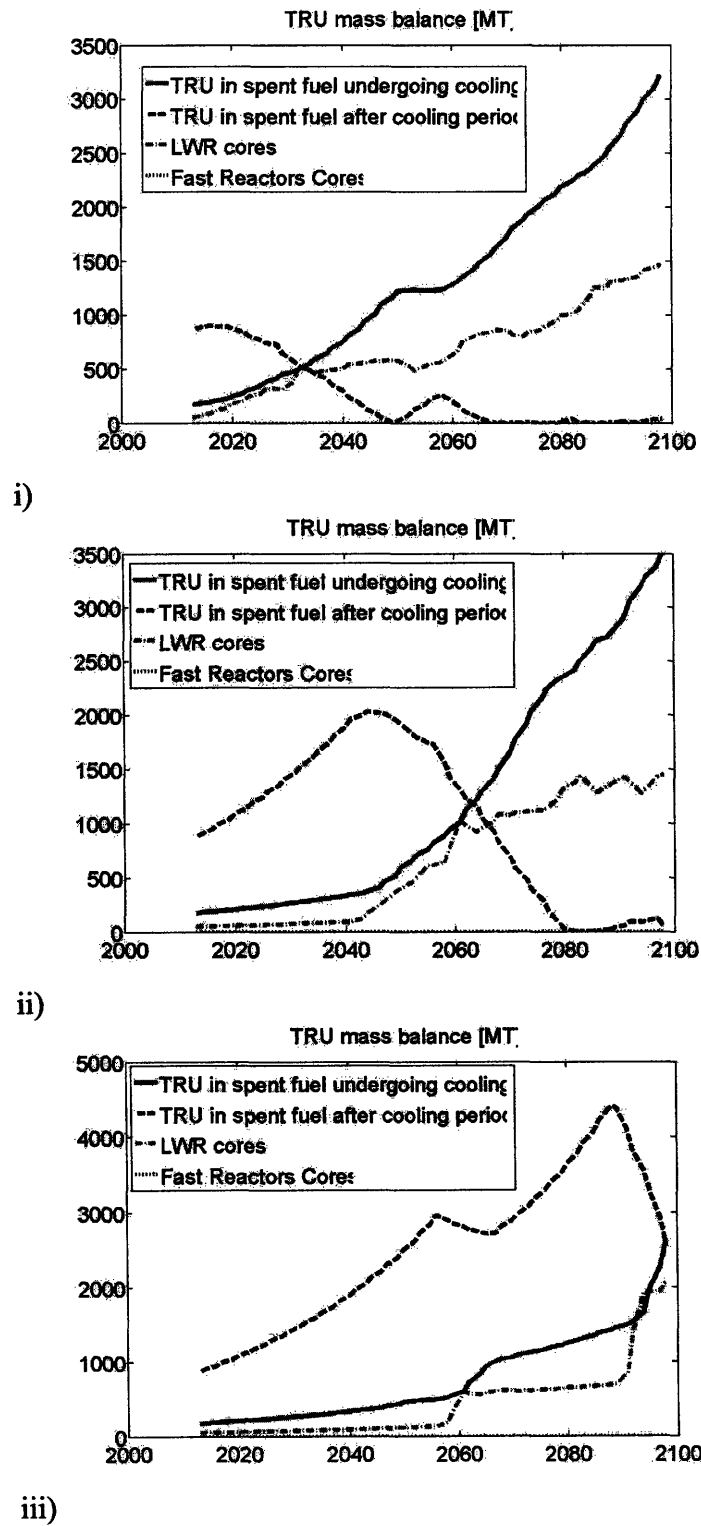 TRU mass balance [MT]
3500
3000
2500
2000
1500
1000
500
0
TRU in spent fuel undergoing cooling
TRU in spent fuel after cooling perioc
LWR cores
Fast Reactors Cores
2000 2020 2040 2060 2080 2100
i)
TRU mass balance [MT]
3500
3000
2500
2000
1500
1000
500
0
TRU in spent fuel undergoing cooling
TRU in spent fuel after cooling perioc
LWR cores
Fast Reactors Cores
2000 2020 2040 2060 2080 2100
ii)
TRU mass balance [MT]
5000
4000
3000
2000
1000
0
TRU in spent fuel undergoing cooling
TRU in spent fuel after cooling perioc
LWR cores
Fast Reactors Cores
2000 2020 2040 2060 2080 2100
iii)